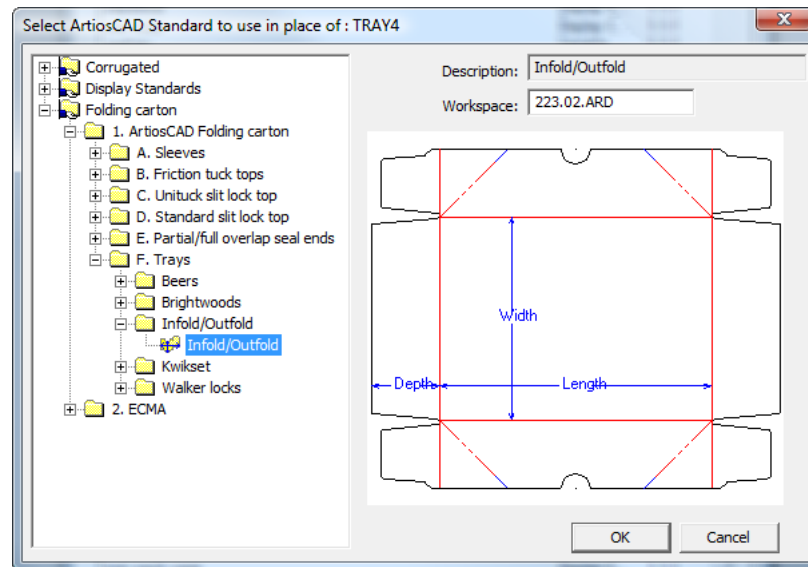 Select ArtiosCAD Standard to use in place of : TRAY4
Corrugated
Display Standards
Folding carton
1. ArtiosCAD Folding carton
A. Sleeves
B. Friction tuck tops
C. Unituck slit lock top
D. Standard slit lock top
E. Partial/full overlap seal ends
F. Trays
Beers
Brightwoods
Infold/Outfold
Infold/Outfold
Kwikset
Walker locks
2. ECMA
Description: Infold/Outfold
Workspace: 223.02.ARD
Width
Depth Length
OK Cancel